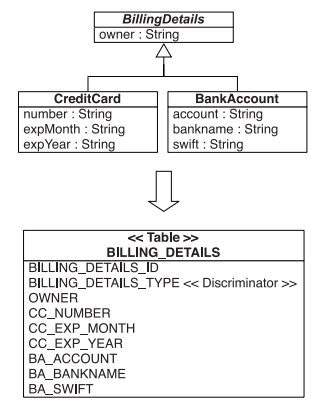 BillingDetails
owner : String
CreditCard
number : String
expMonth : String
expYear : String
BankAccount
account : String
bankname : String
swift : String
<< Table >>
BILLING_DETAILS
BILLING_DETAILS_ID
BILLING_DETAILS_TYPE << Discriminator >>
OWNER
CC_NUMBER
CC_EXP_MONTH
CC_EXP_YEAR
BA_ACCOUNT
BA_BANKNAME
BA_SWIFT